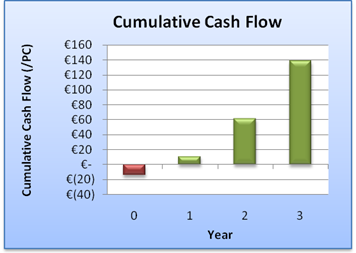 Cumulative Cash Flow
Cumulative Cash Flow (/PC)
€160
€140
€120
€100
€80
€60
€40
€20
€-
€(20)
€(40)
0 1 2 3
Year